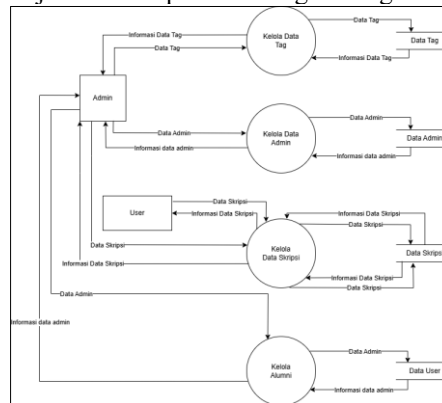 Data Tag
Informasi Data Tag
Kelola Data
Tag
Data Tag
Informasi Data Tag
Data Tag
Admin
Data Admin
Informasi data admin
Kelola Data
Admin
Data Admin
Informasi data admin
Data Admin
User
Data Skripsi
Informasi Data Skripsi
Data Skripsi
Informasi Data Skripsi
Kelola
Data Skripsi
Informasi Data Skripsi
Data Skripsi
Informasi Data Skripsi
Data Skripsi
Data Skripsi
Data Admin
Informasi data admin
Kelola
Alumni
Data Admin
Informasi data admin
Data User